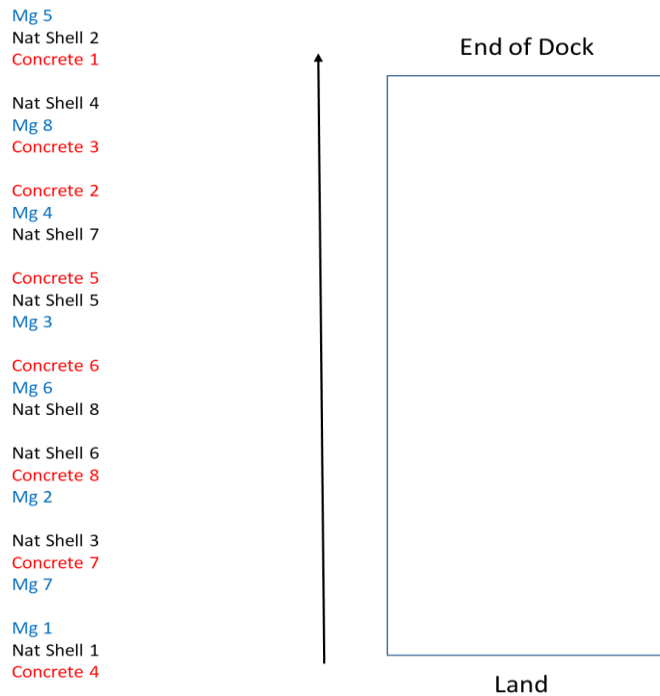 Mg 5
Nat Shell 2
Concrete 1
Nat Shell 4
Mg 8
Concrete 3
Concrete 2
Mg 4
Nat Shell 7
Concrete 5
Nat Shell 5
Mg 3
Concrete 6
Mg 6
Nat Shell 8
Nat Shell 6
Concrete 8
Mg 2
Nat Shell 3
Concrete 7
Mg 7
Mg 1
Nat Shell 1
Concrete 4
End of Dock
Land